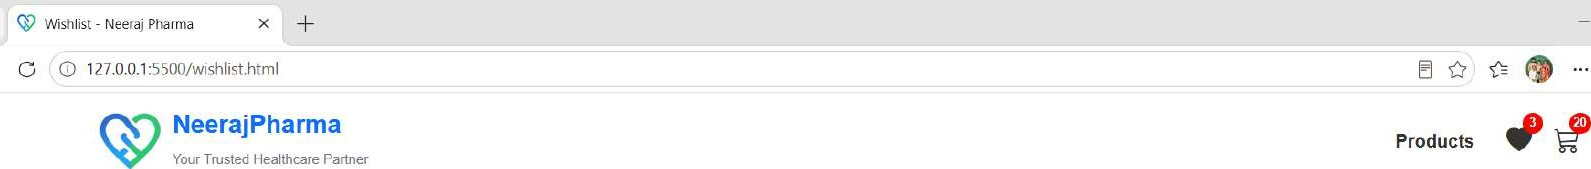 Wishlist - Neeraj Pharma
127.0.0.1:5500/wishlist.html
NeerajPharma
Your Trusted Healthcare Partner
Products
3
20